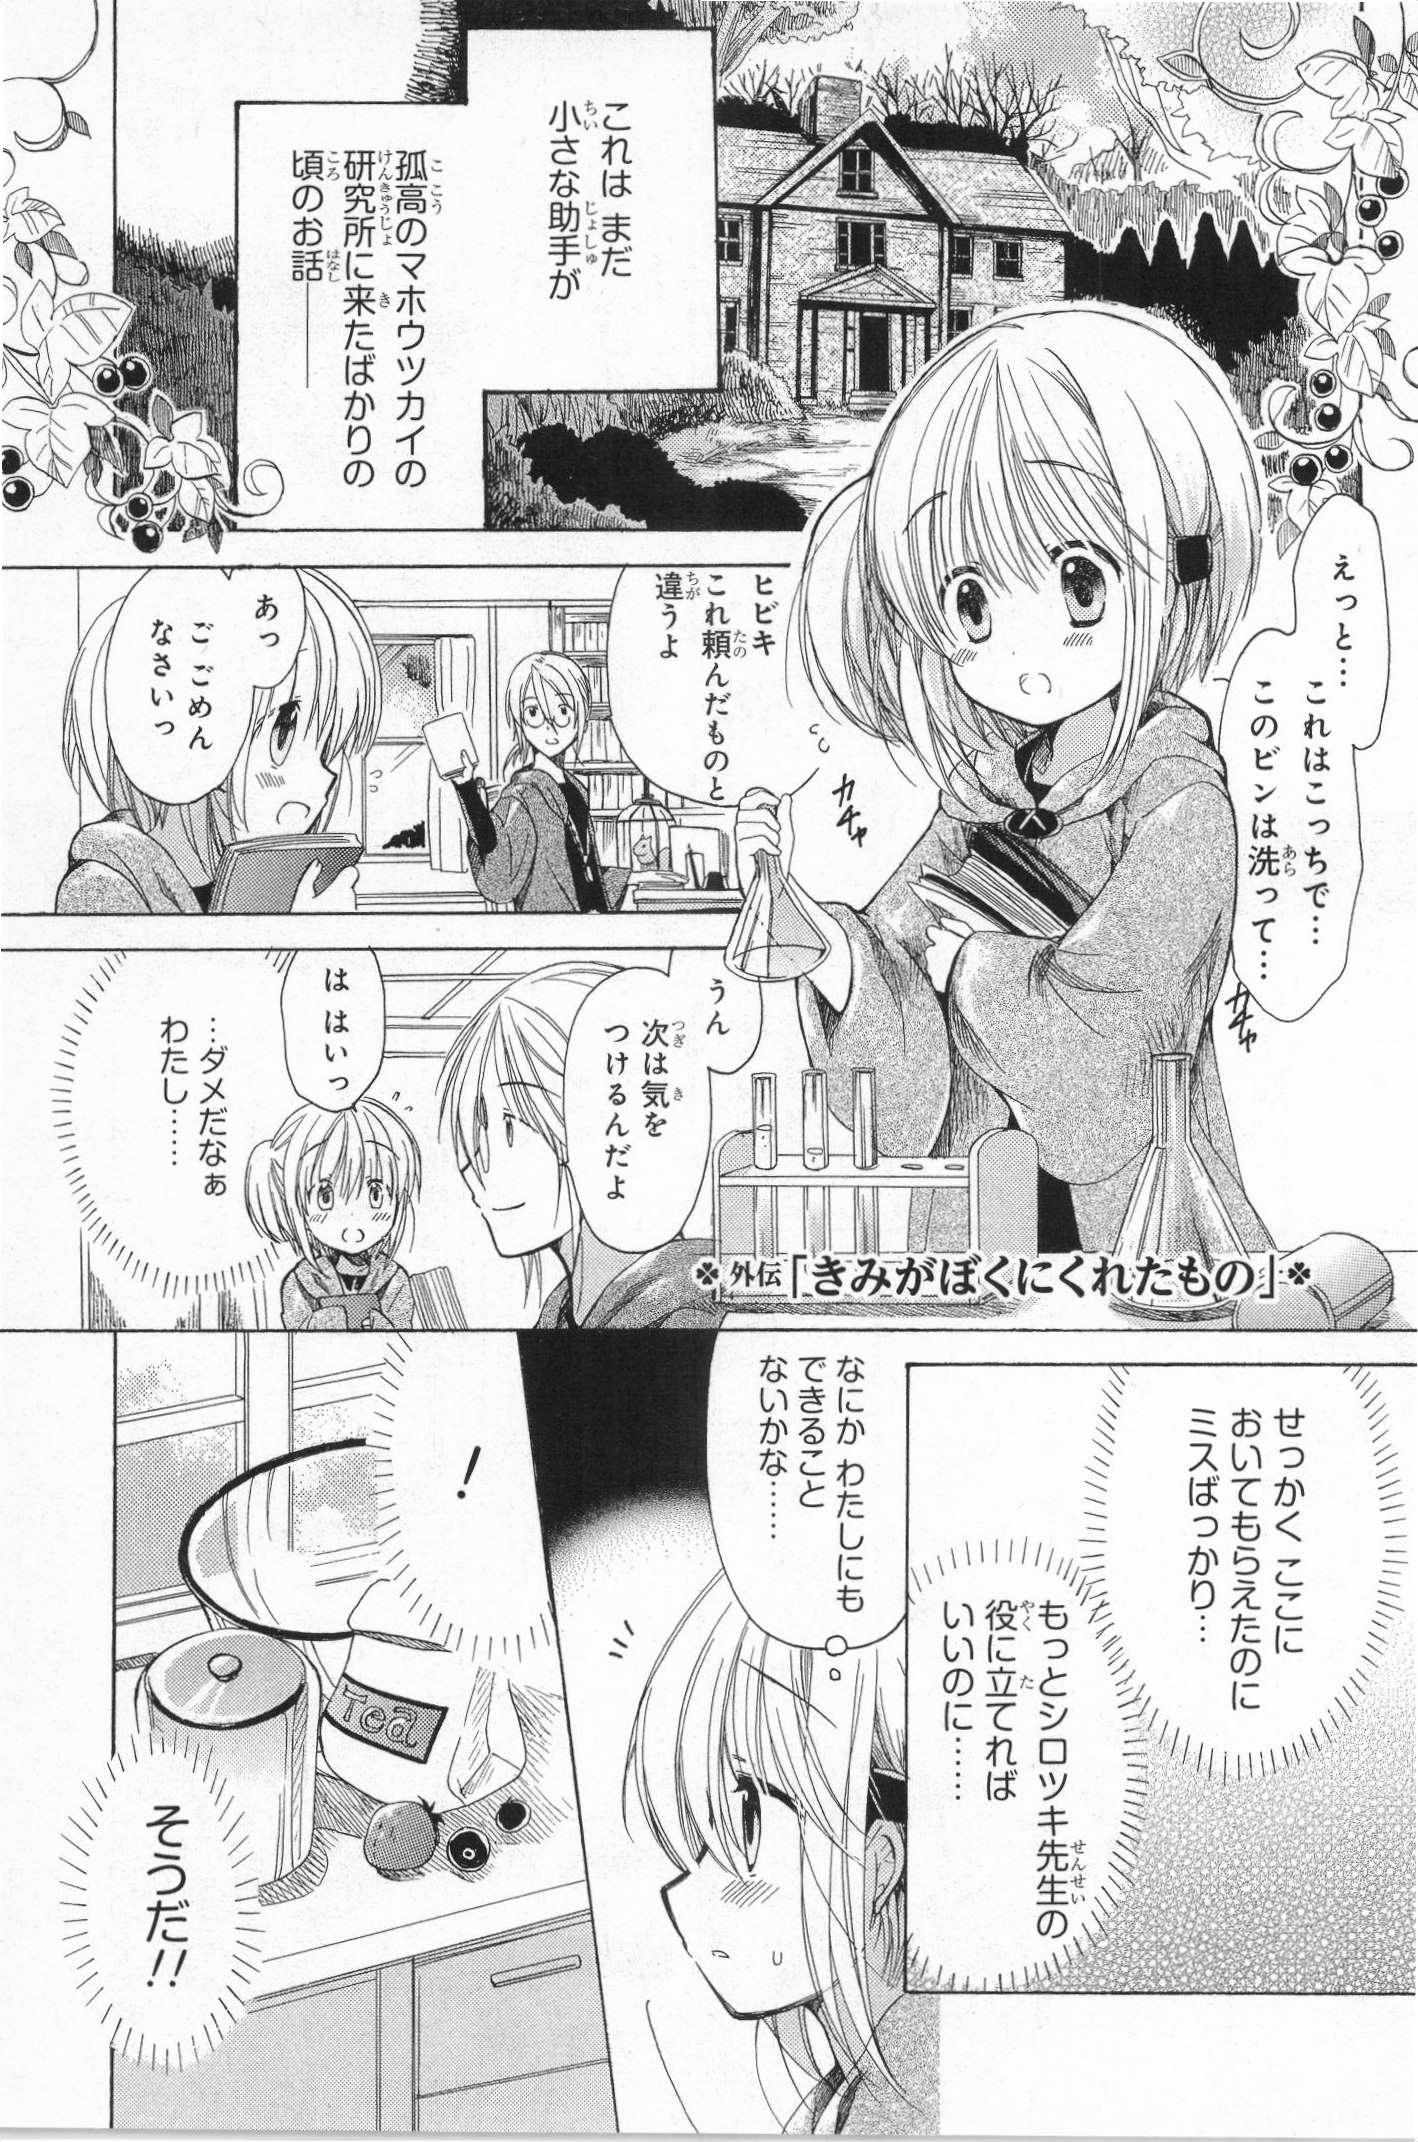 これは まだ
小さな助手が
孤高のマホウツカイの
研究所に来たばかりの
頃のお話――
えっと…
これはこっちで…
このビンは洗って…
カチャ
カチャ
外伝「きみがぼくにくれたもの」
ヒビキ
これ頼んだものと
違うよ
あっ
ご ごめん
なさいっ
うん
次は気を
つけるんだよ
は はいっ
…ダメだなぁ
わたし……
せっかく ここに
おいてもらえたのに
ミスばっかり…
もっとシロツキ先生の
役に立てれば
いいのに……
なにか わたしにも
できること
ないかな……
！
Tea
そうだ!!